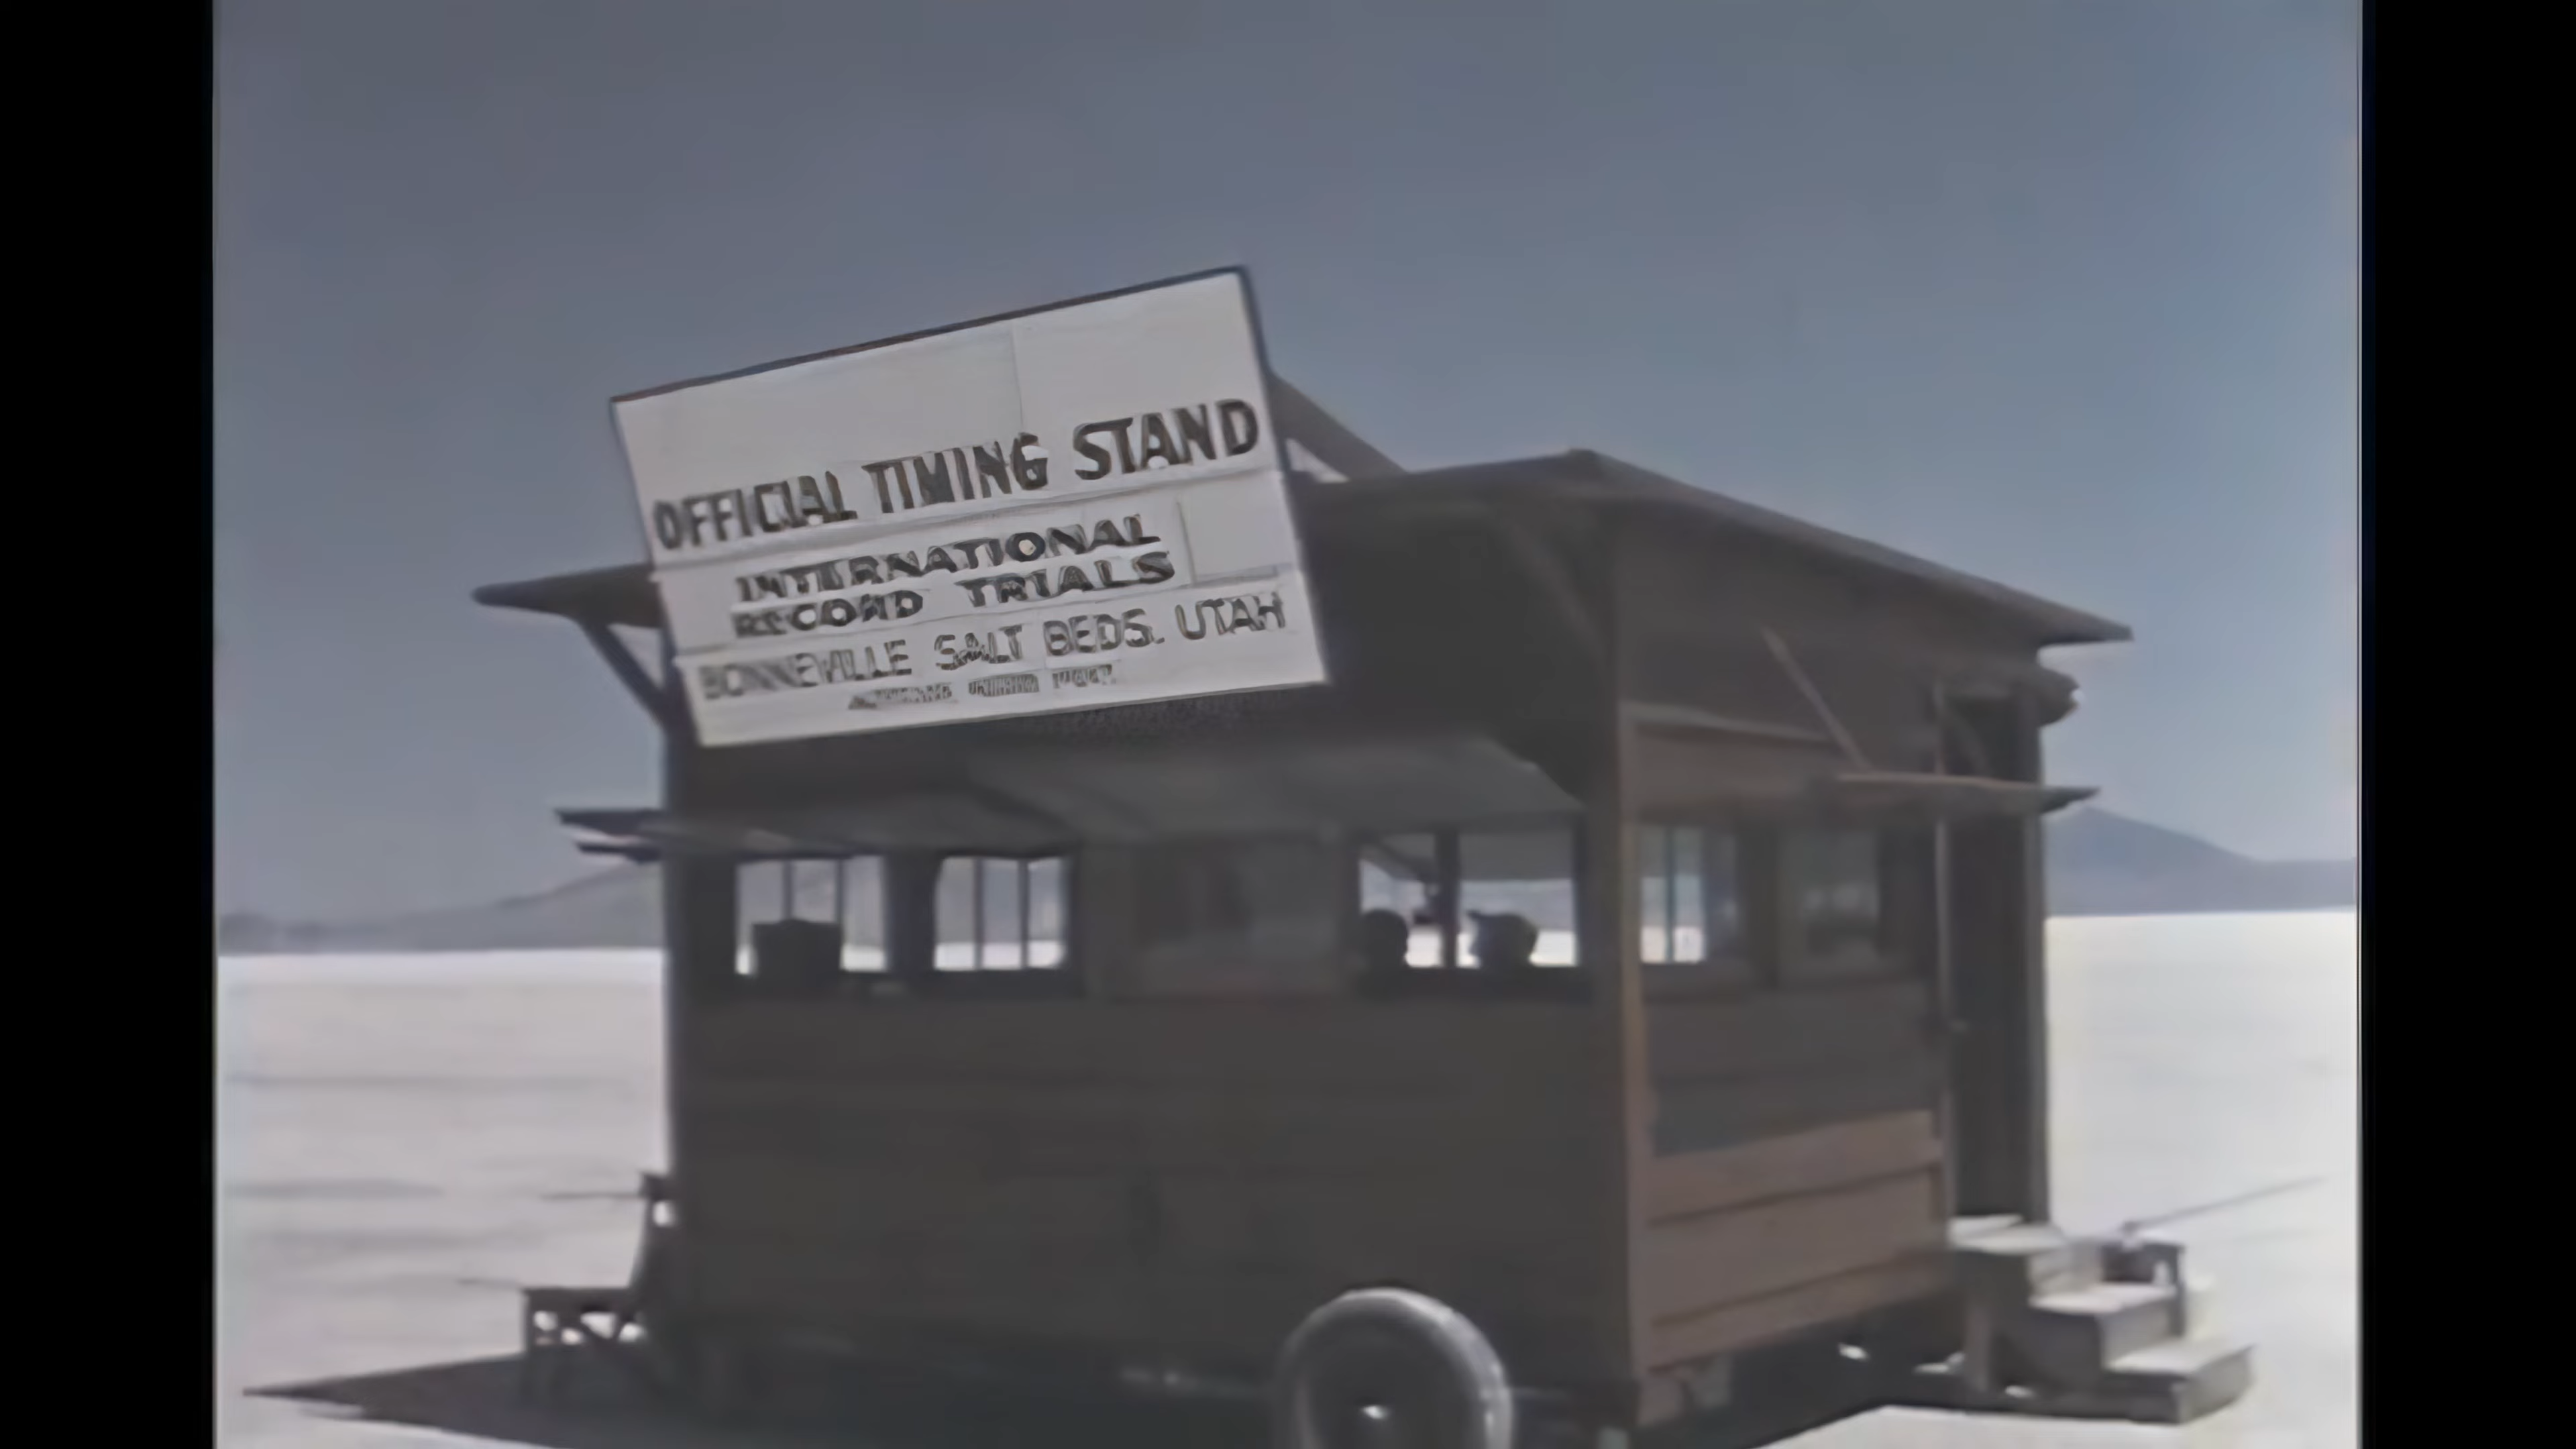 OFFICIAL TIMING STAND
INTERNATIONAL
RECORD TRIALS
BONNEVILLE SALT BEDS. UTAH